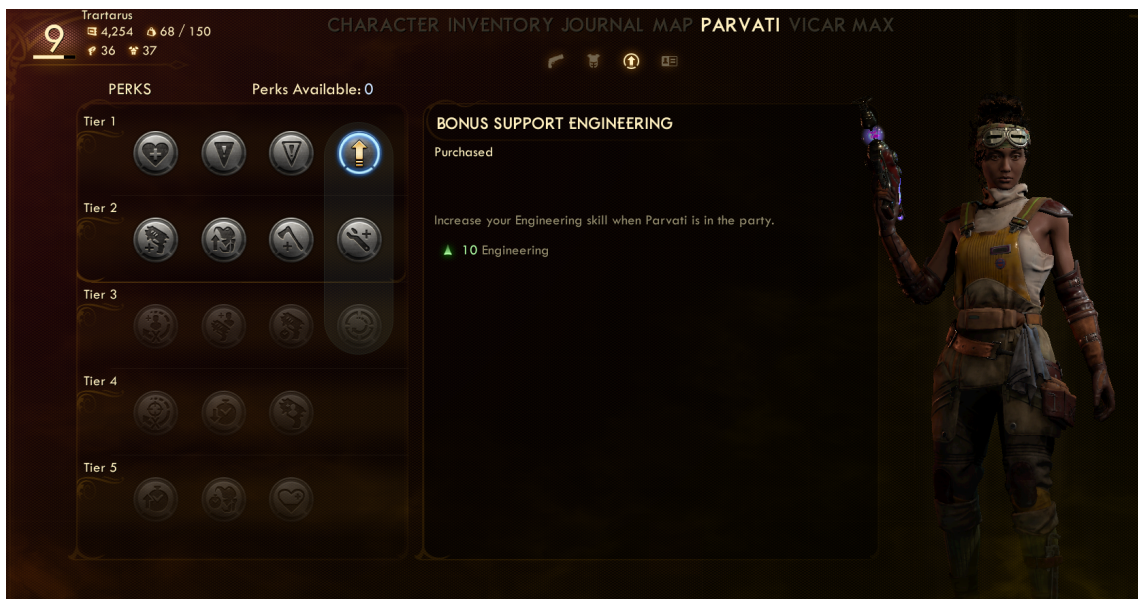 Trartarus
9
4,254 68 / 150
36 37
CHARACTER INVENTORY JOURNAL MAP PARVATI VICAR MAX
PERKS Perks Available: 0
Tier 1
Tier 2
Tier 3
Tier 4
Tier 5
BONUS SUPPORT ENGINEERING
Purchased
Increase your Engineering skill when Parvati is in the party.
10 Engineering